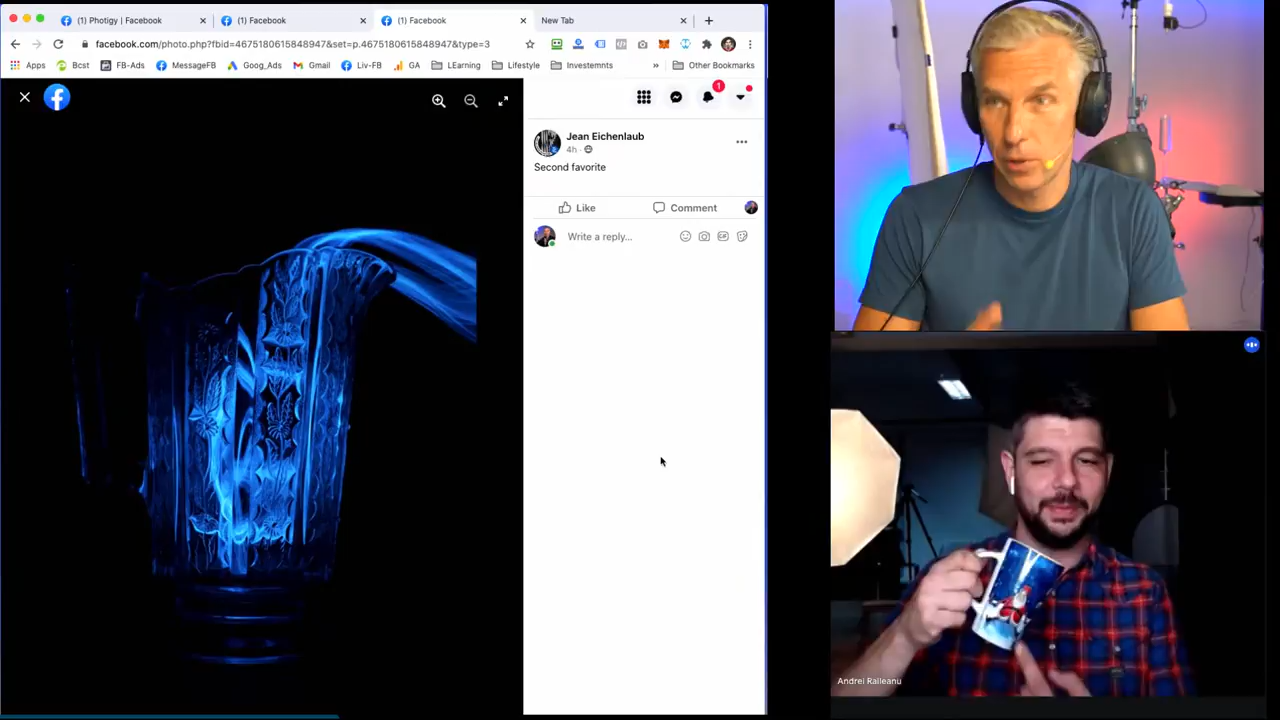 (1) Photigy | Facebook
(1) Facebook
(1) Facebook
New Tab
facebook.com/photo.php?fbid=4675180615848947&set=p.4675180615848947&type=3
Apps
Bcst
FB-Ads
MessageFB
Goog_Ads
Gmail
Liv-FB
GA
LEarning
Lifestyle
Investemnts
»
Other Bookmarks
1
Jean Eichenlaub
4h ·
Second favorite
Like
Comment
Write a reply...
Andrei Raileanu